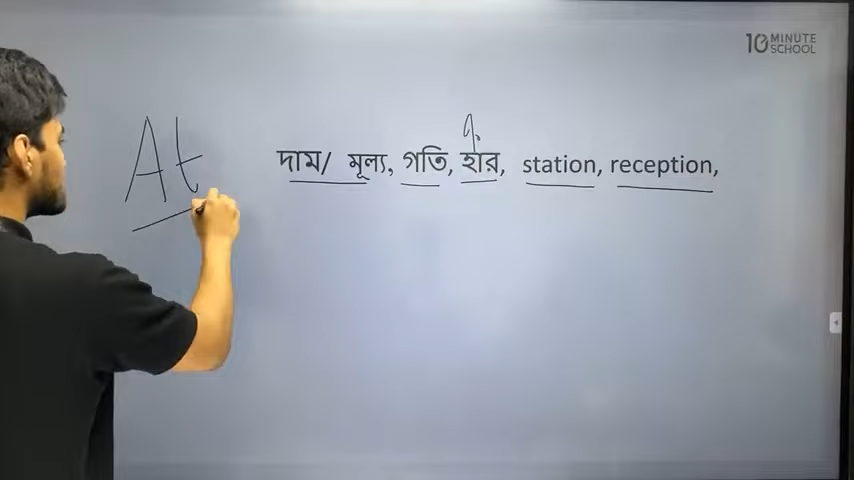 10 MINUTE
SCHOOL
At দাম/ মূল্য, গতি, হার, station, reception,